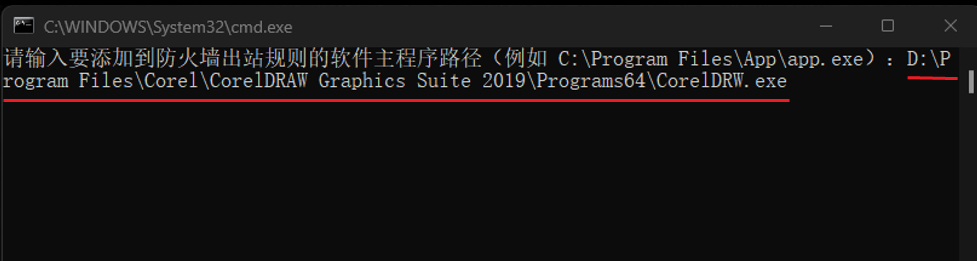 C:\WINDOWS\System32\cmd.exe
请输入要添加到防火墙出站规则的软件主程序路径（例如 C:\Program Files\App\app.exe）：D:\P
rogram Files\Corel\CorelDRAW Graphics Suite 2019\Programs64\CorelDRW.exe